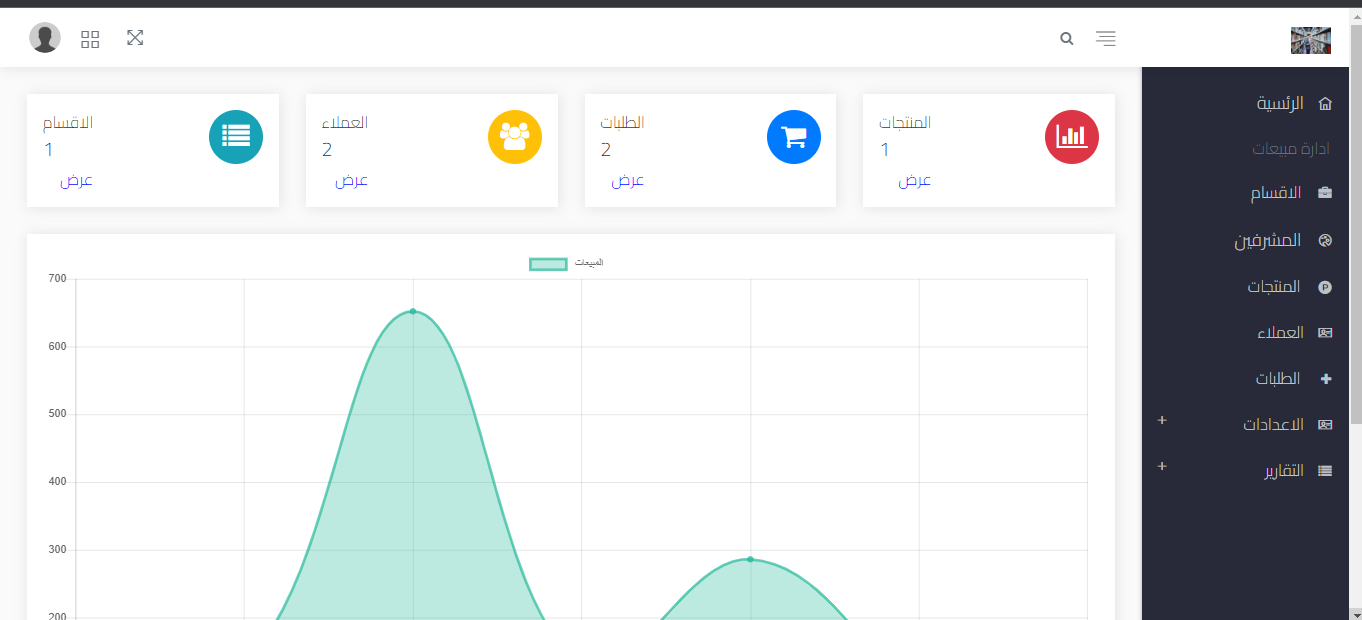 الرئسية
ادارة مبيعات
الاقسام
المشرفين
المنتجات
العملاء
الطلبات
الاعدادات
+
التقارير
+
المنتجات
1
عرض
الطلبات
2
عرض
العملاء
2
عرض
الاقسام
1
عرض
المبيعات
700
600
500
400
300
200